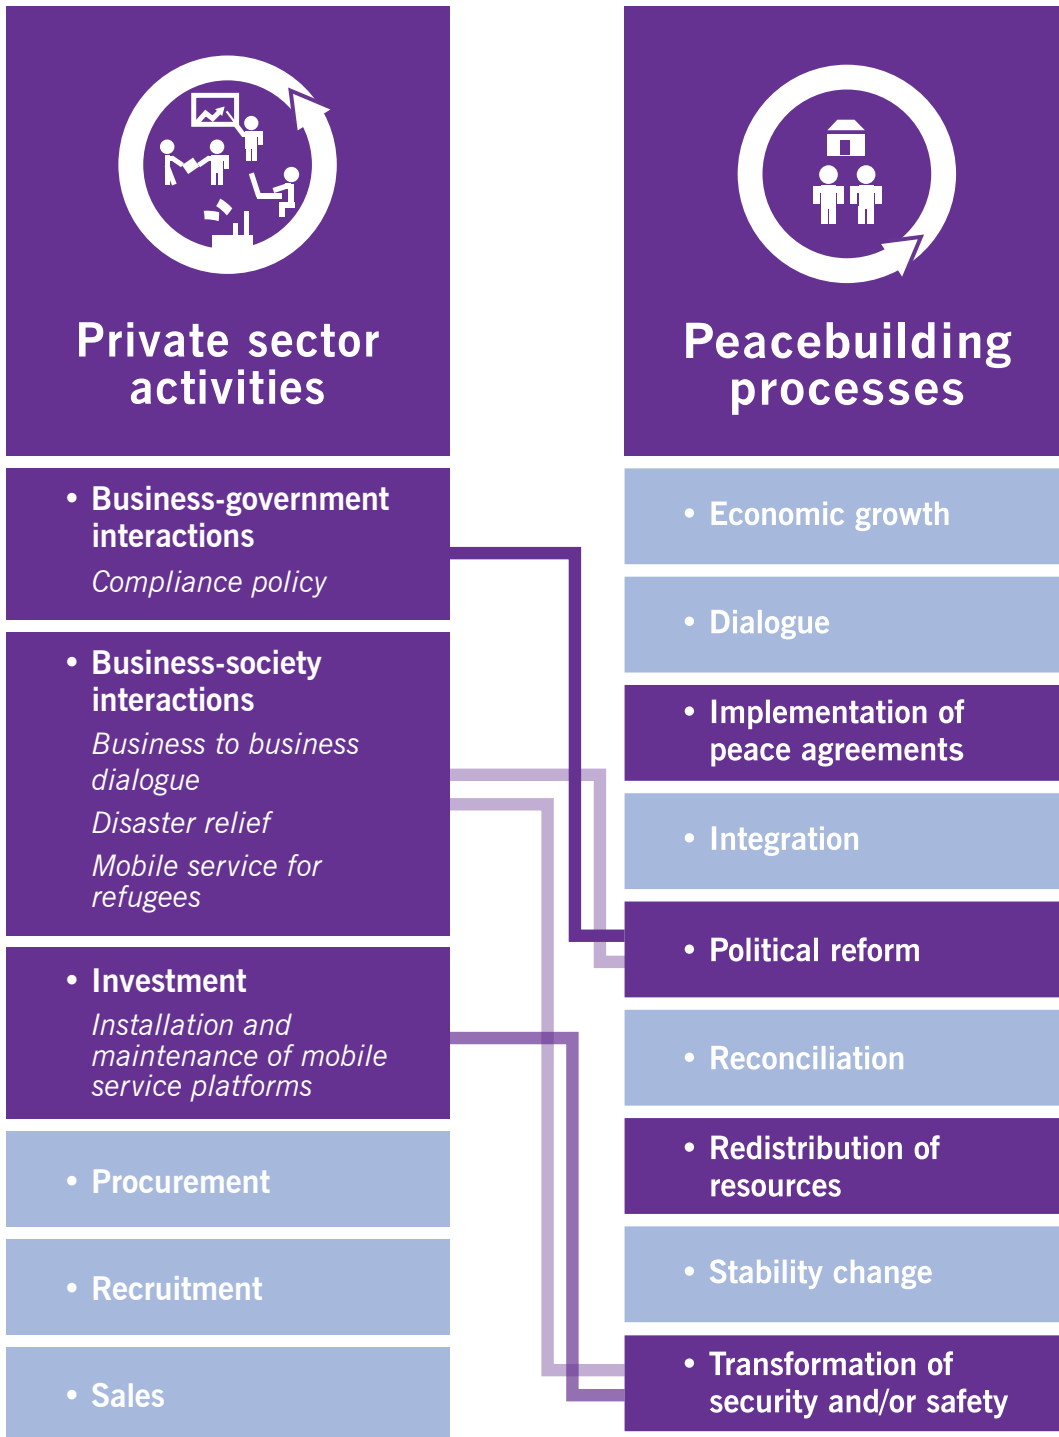 Private sector
activities
• Business-government
interactions
Compliance policy
• Business-society
interactions
Business to business
dialogue
Disaster relief
Mobile service for
refugees
• Investment
Installation and
maintenance of mobile
service platforms
• Procurement
• Recruitment
• Sales
Peacebuilding
processes
• Economic growth
• Dialogue
• Implementation of
peace agreements
• Integration
• Political reform
• Reconciliation
• Redistribution of
resources
• Stability change
• Transformation of
security and/or safety